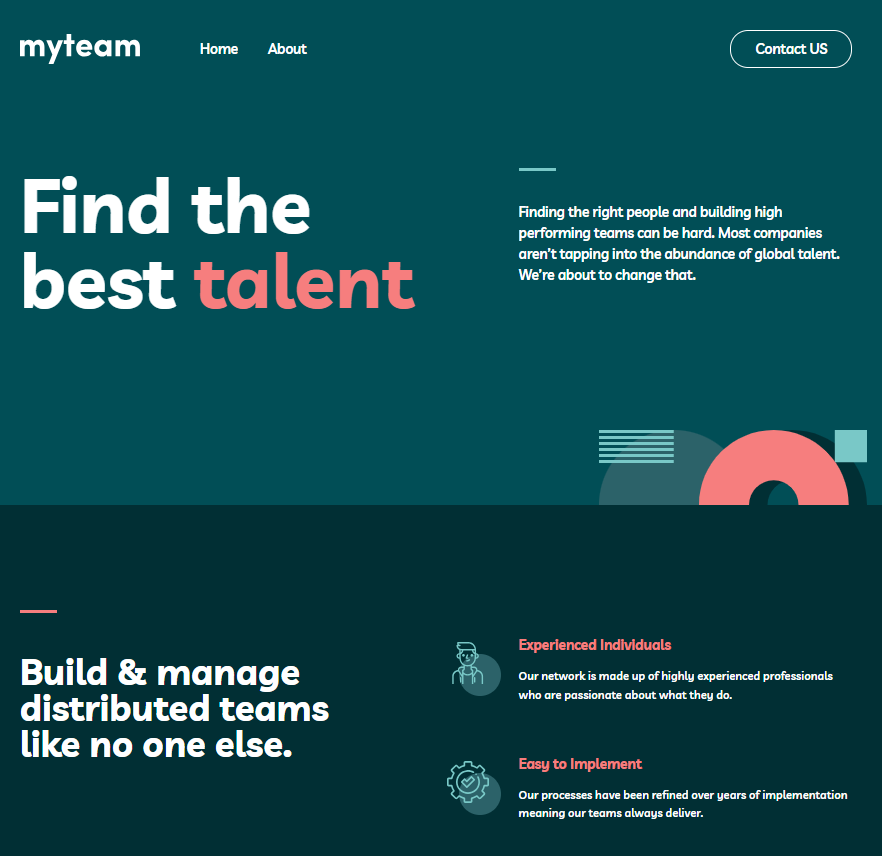 myteam
Home
About
Contact US
Find the
best talent
Finding the right people and building high
performing teams can be hard. Most companies
aren't tapping into the abundance of global talent.
We're about to change that.
Build & manage
distributed teams
like no one else.
Experienced Individuals
Our network is made up of highly experienced professionals
who are passionate about what they do.
Easy to Implement
Our processes have been refined over years of implementation
meaning our teams always deliver.